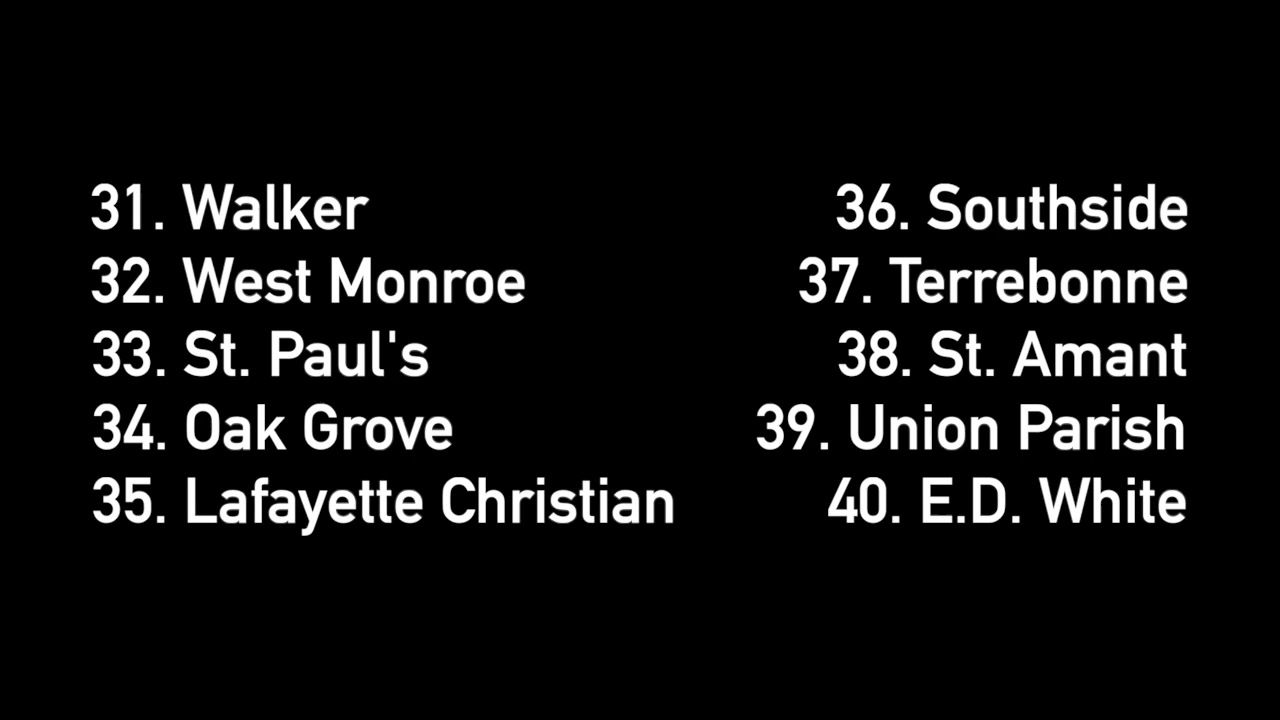 31. Walker
32. West Monroe
33. St. Paul's
34. Oak Grove
35. Lafayette Christian
36. Southside
37. Terrebonne
38. St. Amant
39. Union Parish
40. E.D. White